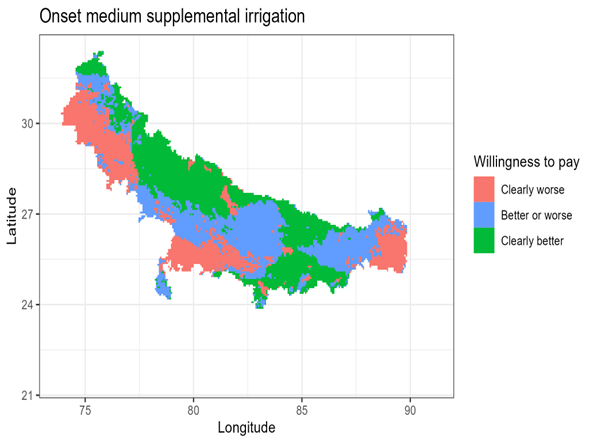 Onset medium supplemental irrigation
30
27
24
21
Latitude
75
80
85
90
Longitude
Willingness to pay
Clearly worse
Better or worse
Clearly better